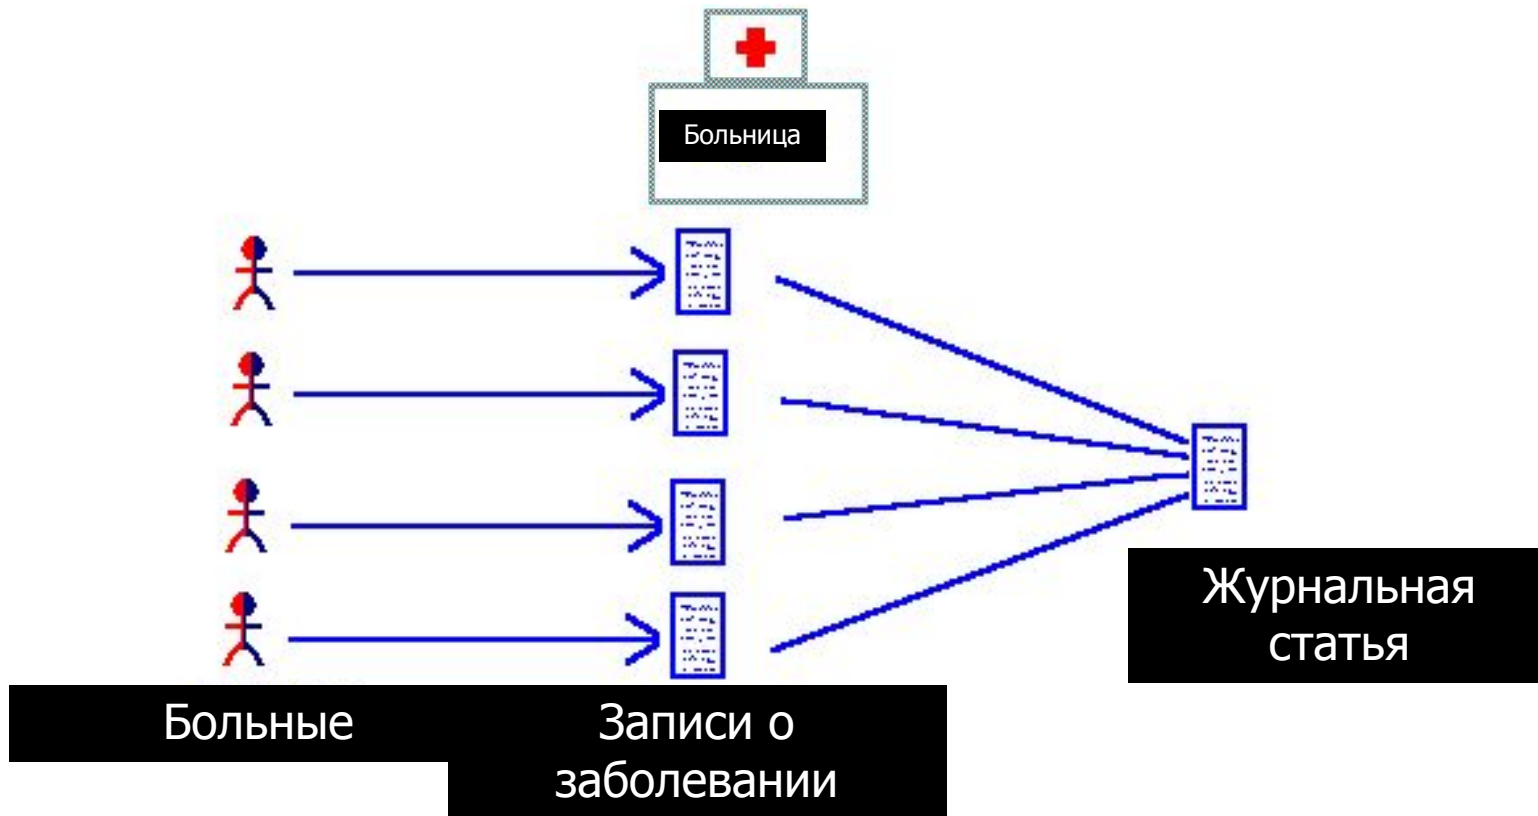 Больница
Больные
Записи о
заболевании
Журнальная
статья